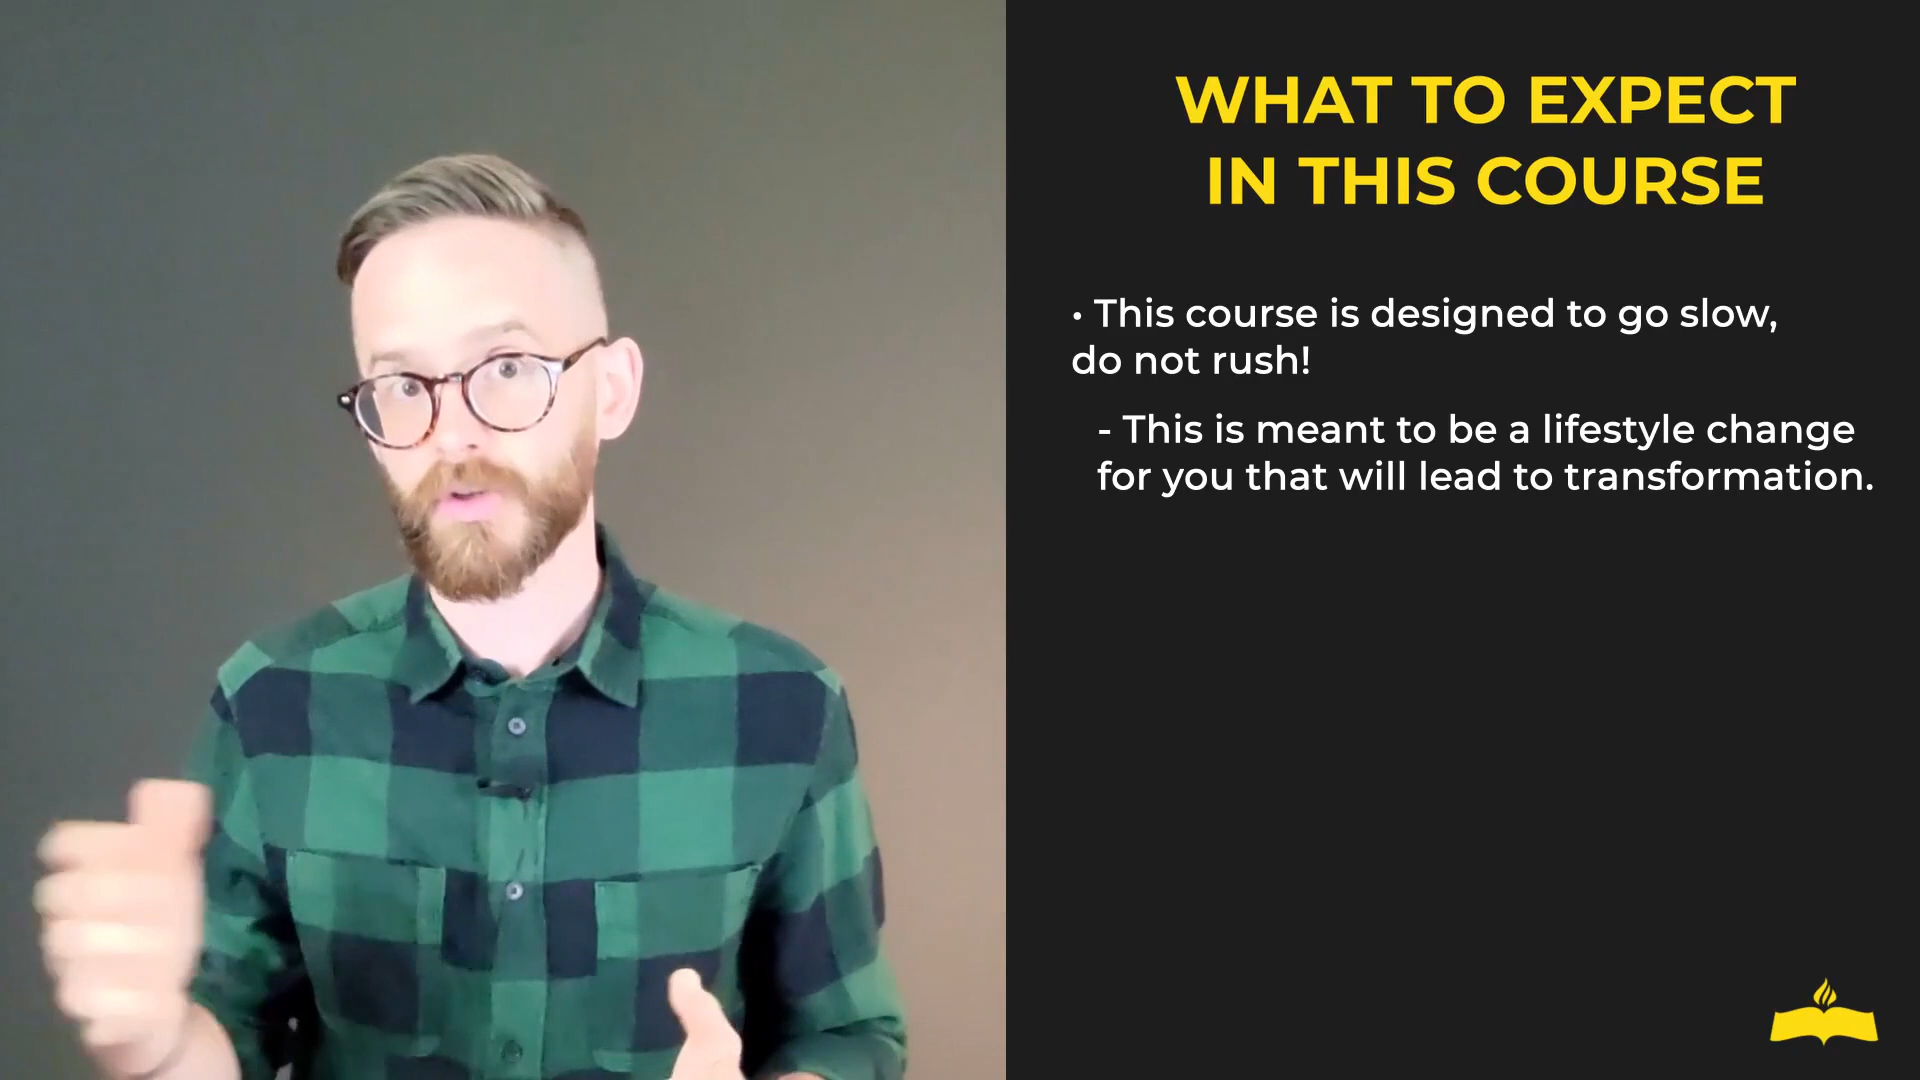 WHAT TO EXPECT
IN THIS COURSE
• This course is designed to go slow,
do not rush!
- This is meant to be a lifestyle change
for you that will lead to transformation.